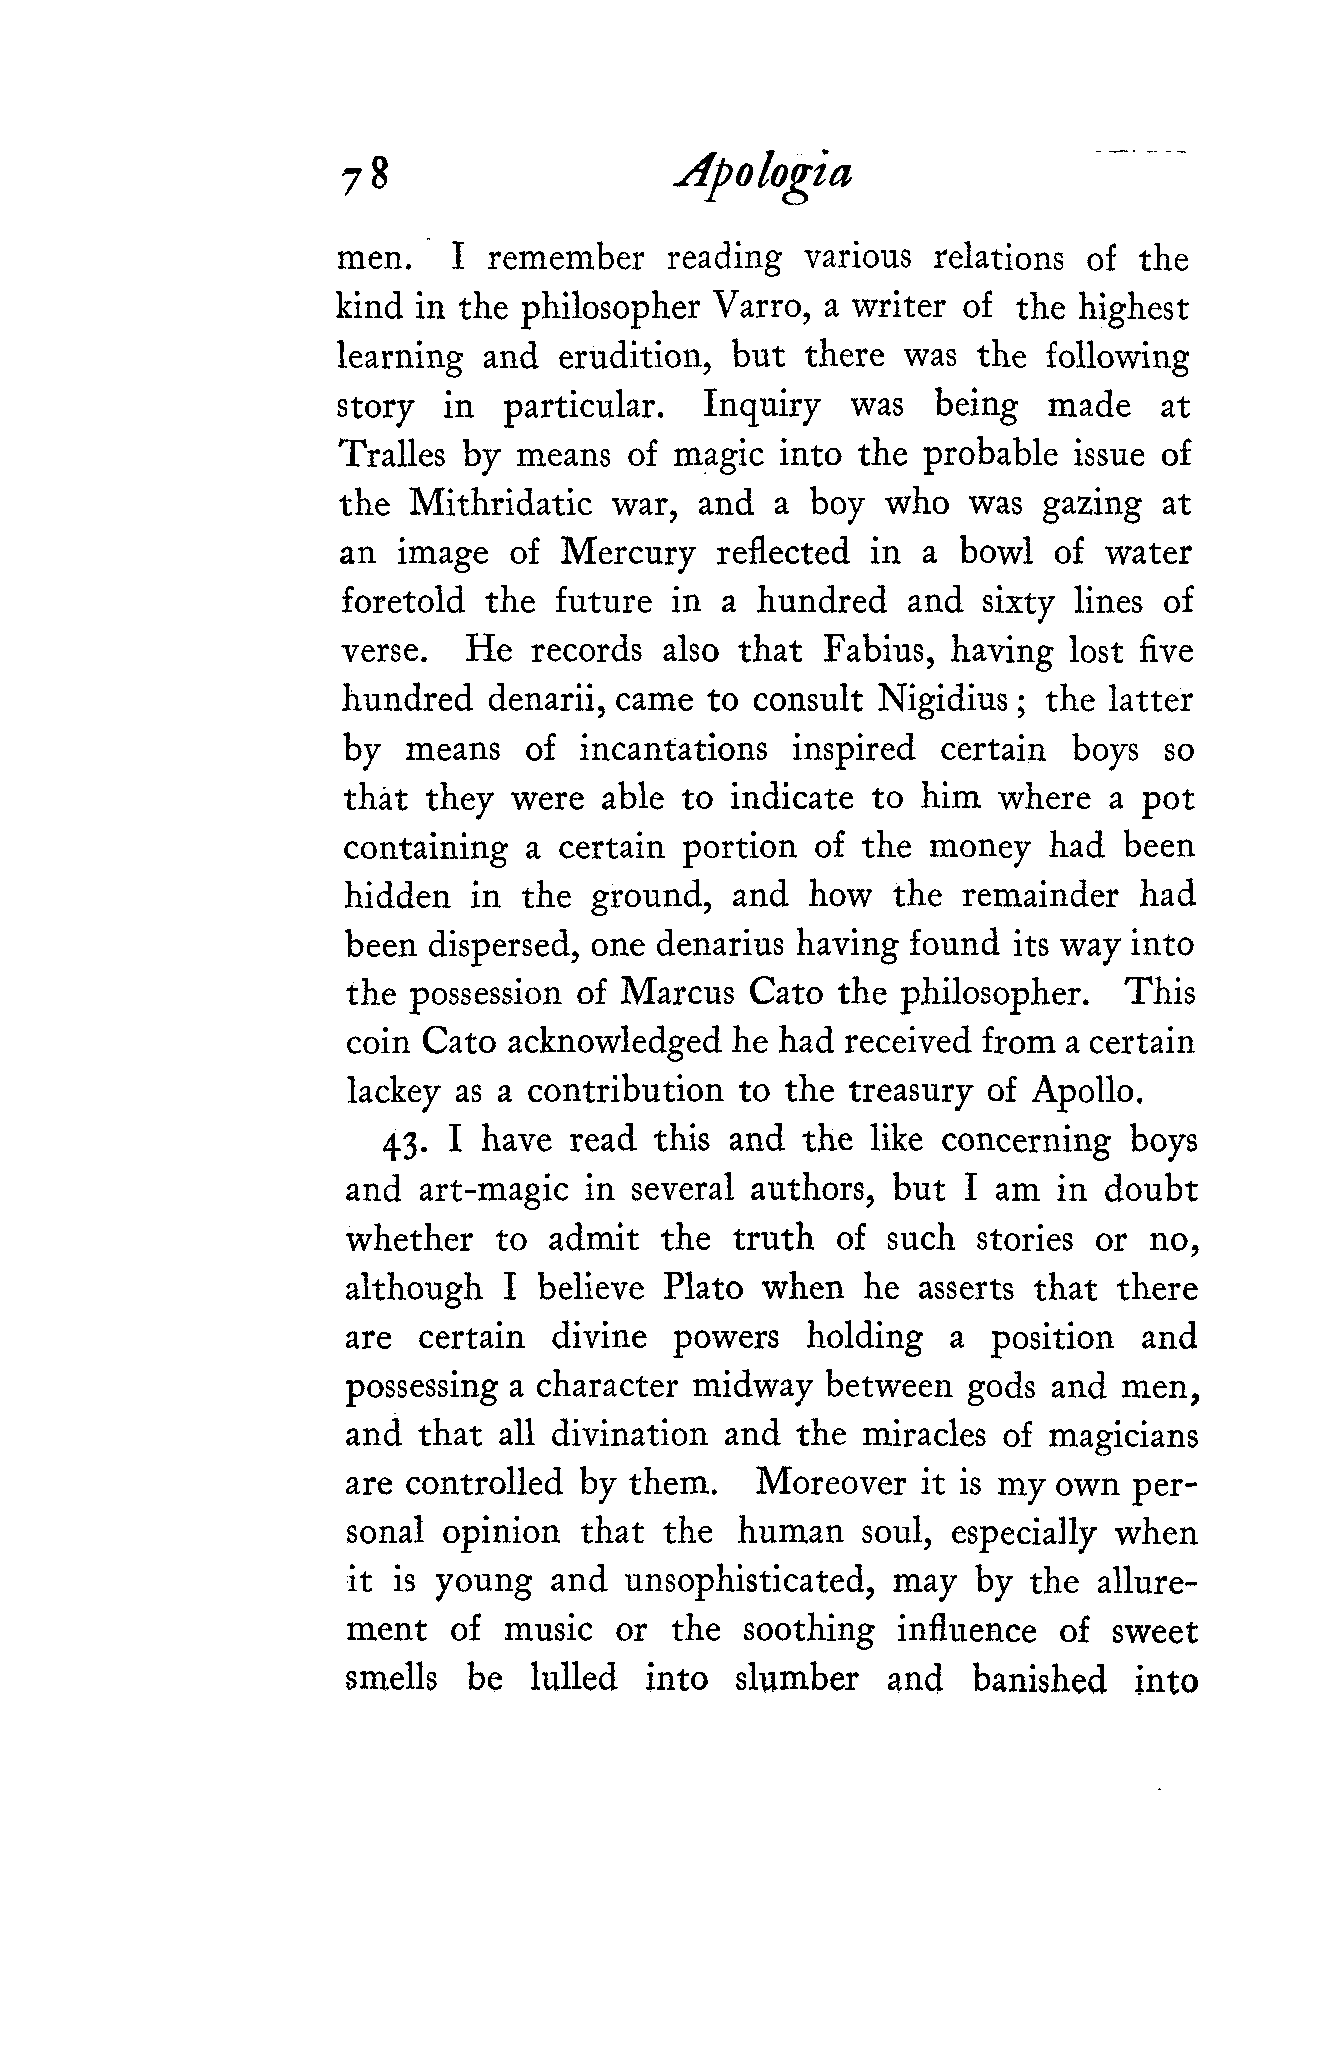 78 Apologia
men. I remember reading various relations of the
kind in the philosopher Varro, a writer of the highest
learning and erudition, but there was the following
story in particular. Inquiry was being made at
Tralles by means of magic into the probable issue of
the Mithridatic war, and a boy who was gazing at
an image of Mercury reflected in a bowl of water
foretold the future in a hundred and sixty lines of
verse. He records also that Fabius, having lost five
hundred denarii, came to consult Nigidius ; the latter
by means of incantations inspired certain boys so
that they were able to indicate to him where a pot
containing a certain portion of the money had been
hidden in the ground, and how the remainder had
been dispersed, one denarius having found its way into
the possession of Marcus Cato the philosopher. This
coin Cato acknowledged he had received from a certain
lackey as a contribution to the treasury of Apollo.
43. I have read this and the like concerning boys
and art-magic in several authors, but I am in doubt
whether to admit the truth of such stories or no,
although I believe Plato when he asserts that there
are certain divine powers holding a position and
possessing a character midway between gods and men,
and that all divination and the miracles of magicians
are controlled by them. Moreover it is my own per-
sonal opinion that the human soul, especially when
it is young and unsophisticated, may by the allure-
ment of music or the soothing influence of sweet
smells be lulled into slumber and banished into